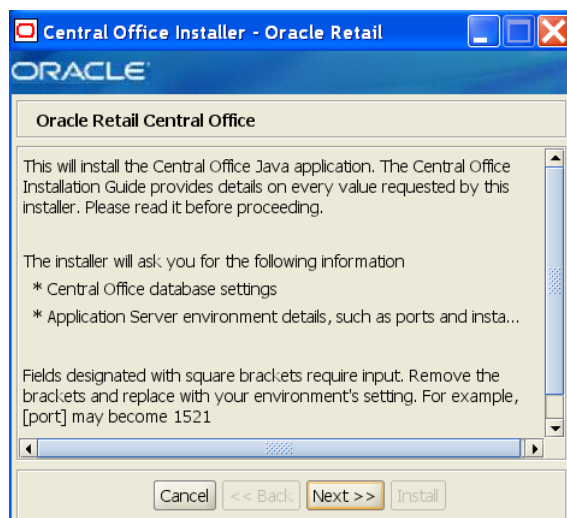 Central Office Installer - Oracle Retail
ORACLE
Oracle Retail Central Office
This will install the Central Office Java application. The Central Office
Installation Guide provides details on every value requested by this
installer. Please read it before proceeding.
The installer will ask you for the following information
* Central Office database settings
* Application Server environment details, such as ports and insta...
Fields designated with square brackets require input. Remove the
brackets and replace with your environment's setting. For example,
[port] may become 1521
Cancel << Back Next >> Install